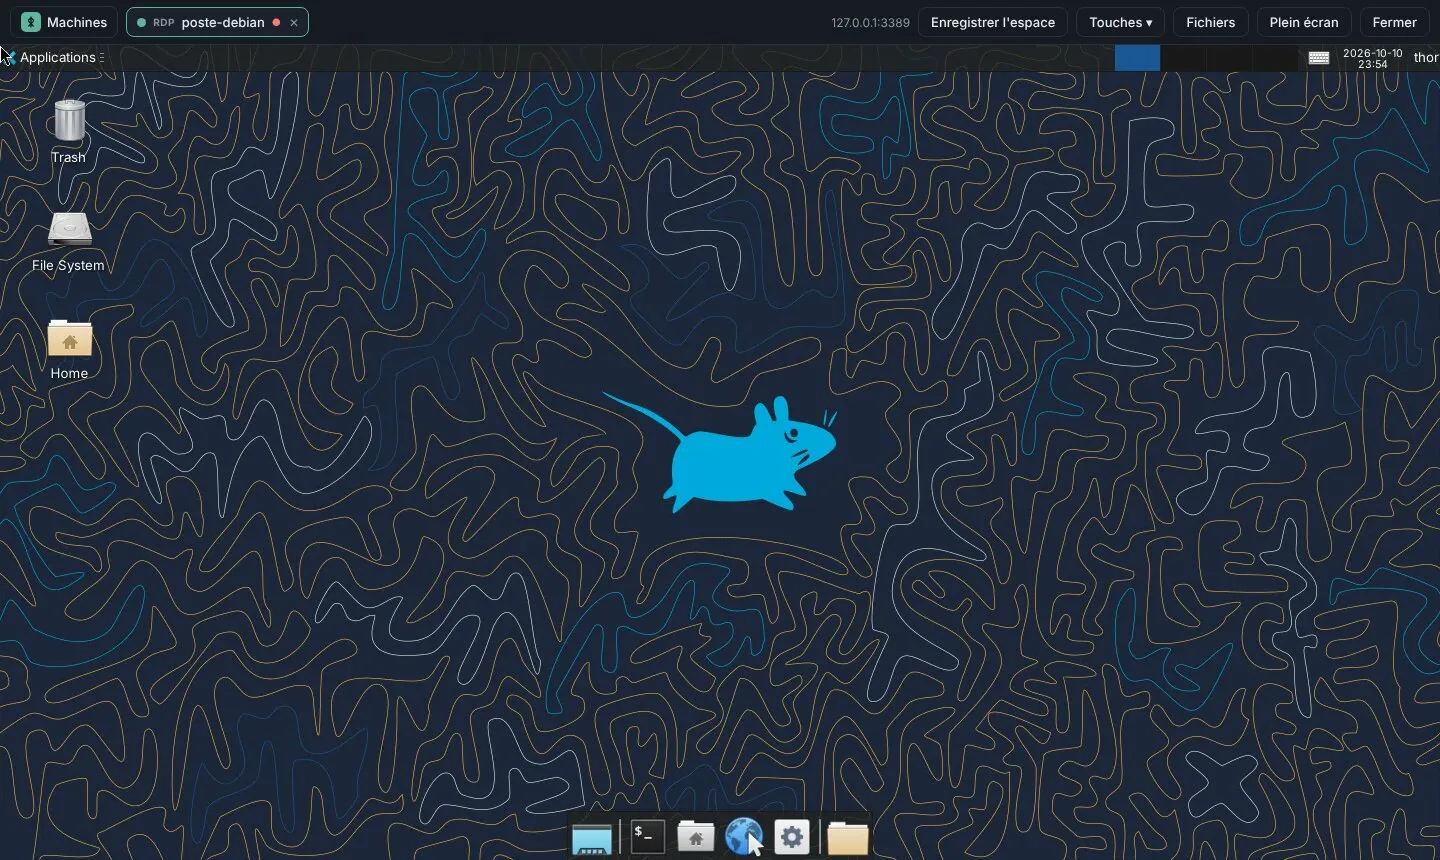 Machines
RDP poste-debian ×
127.0.0.1:3389
Enregistrer l'espace
Touches ▾
Fichiers
Plein écran
Fermer
Applications
2026-10-10
23:54
thor
Trash
File System
Home
$_